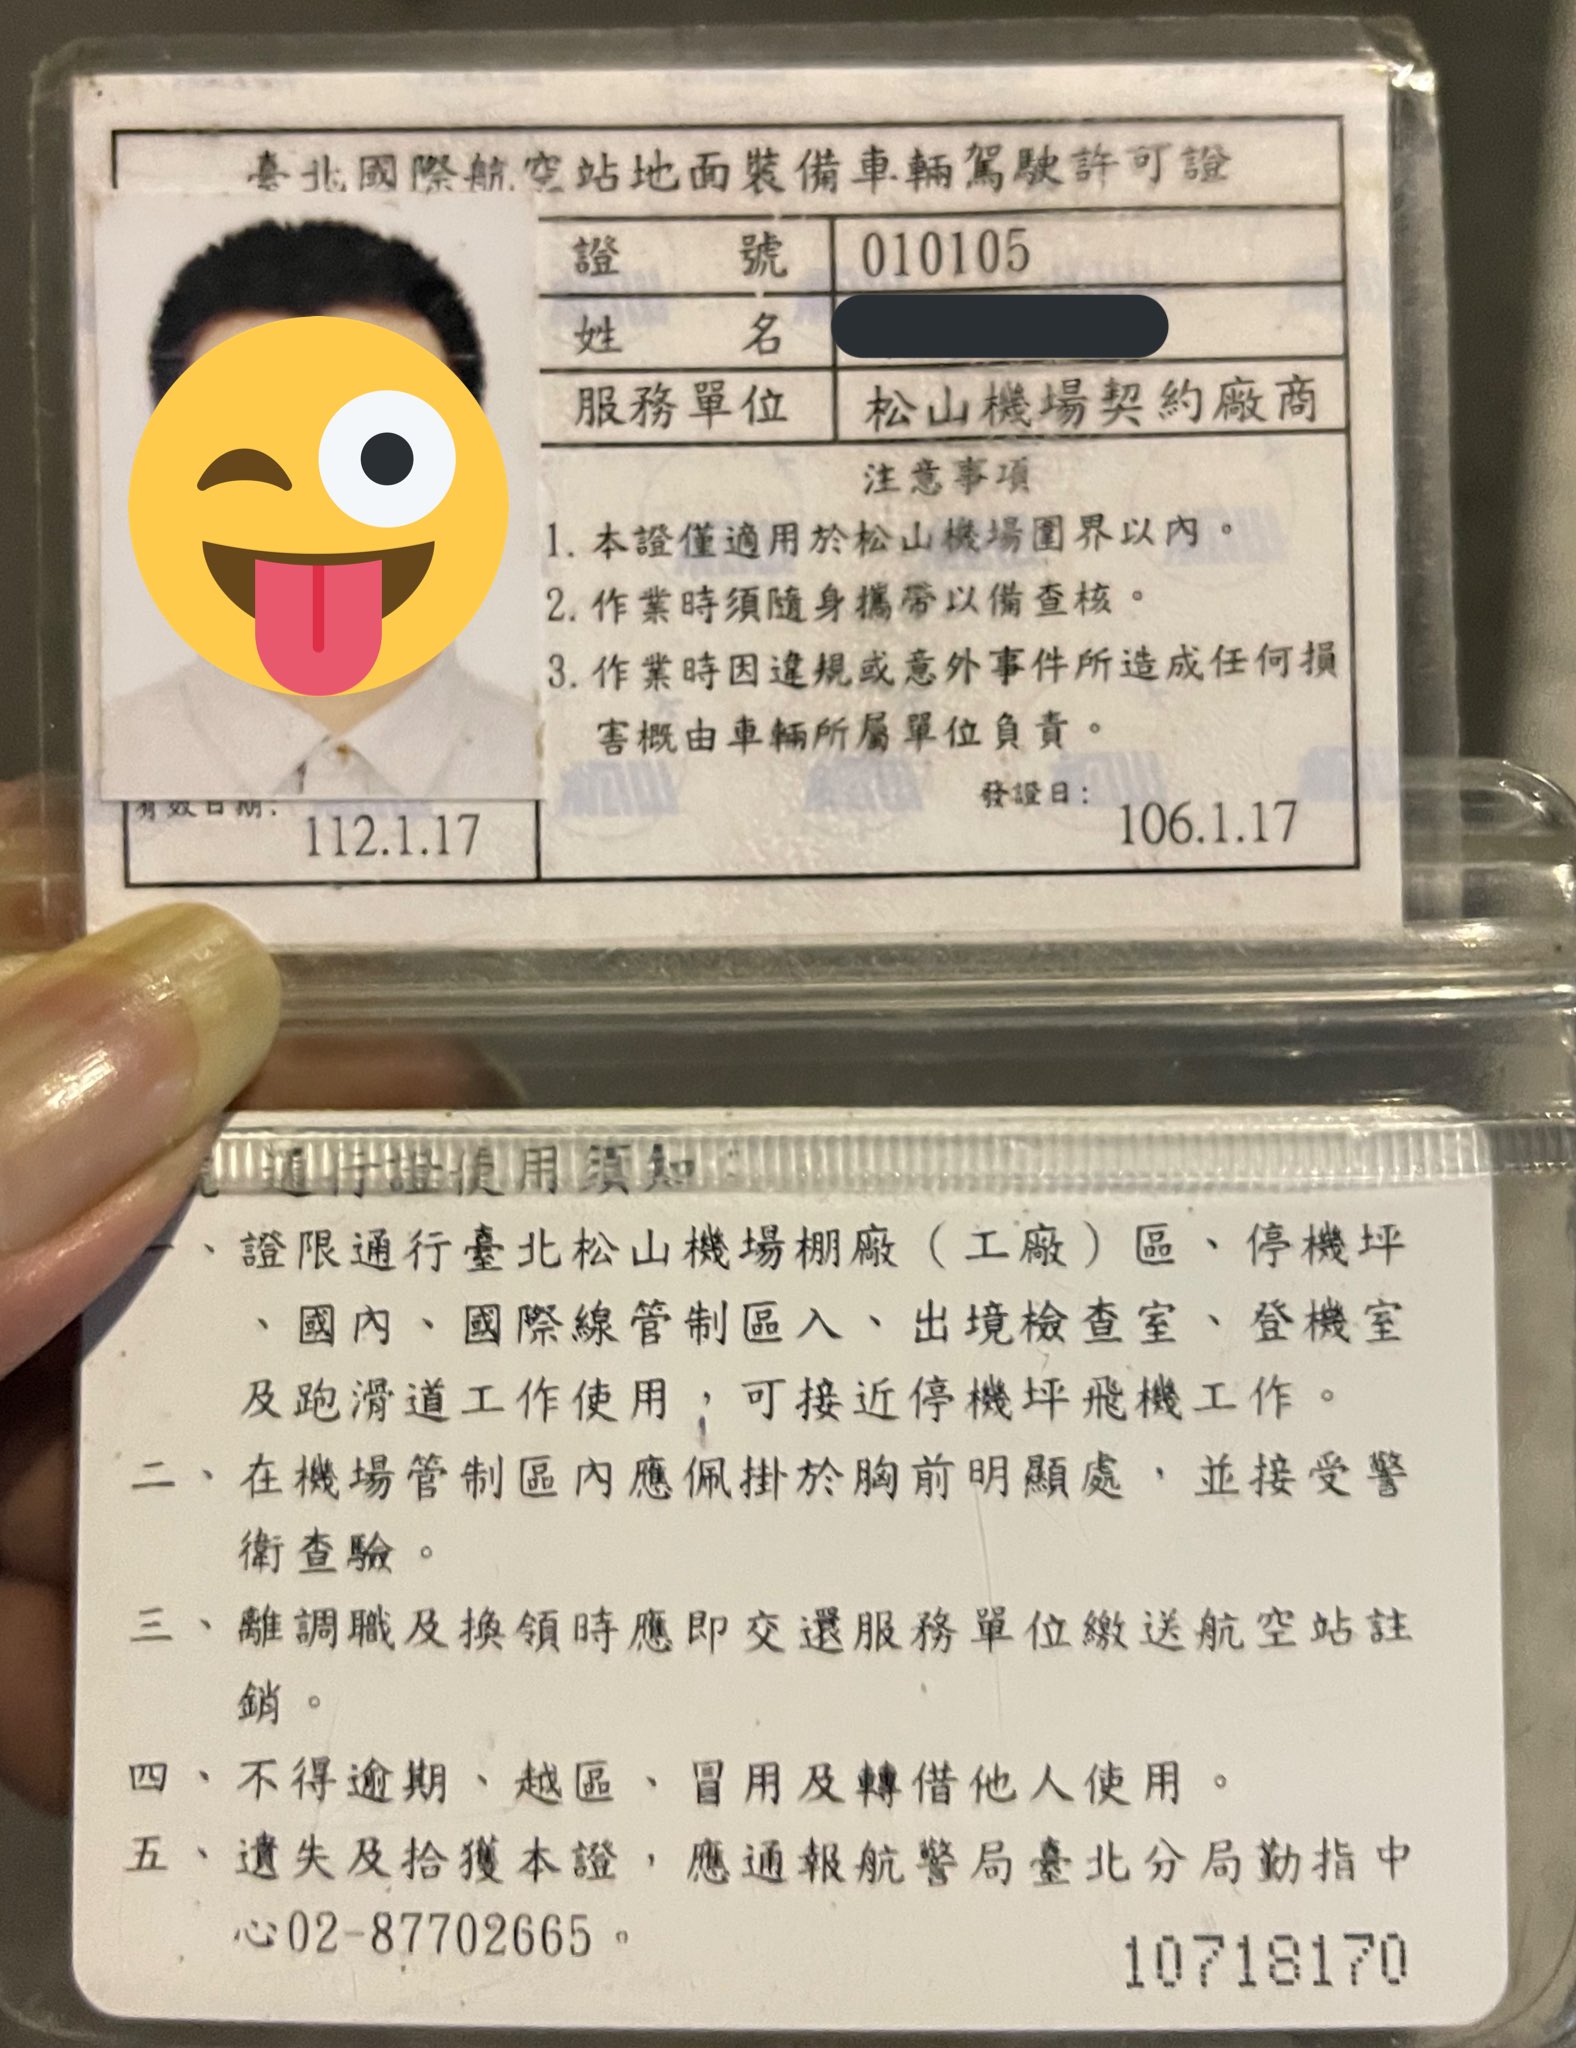 臺北國際航空站地面裝備車輛駕駛許可證
證號 010105
姓名
服務單位 松山機場契約廠商
注意事項
1. 本證僅適用於松山機場圍界以內。
2. 作業時須隨身攜帶以備查核。
3. 作業時因違規或意外事件所造成任何損
害概由車輛所屬單位負責。
有效日期: 112.1.17
發證日: 106.1.17
通行證使用須知
一、證限通行臺北松山機場棚廠（工廠）區、停機坪
、國內、國際線管制區入、出境檢查室、登機室
及跑滑道工作使用，可接近停機坪飛機工作。
二、在機場管制區內應佩掛於胸前明顯處，並接受警
衛查驗。
三、離調職及換領時應即交還服務單位繳送航空站註
銷。
四、不得逾期、越區、冒用及轉借他人使用。
五、遺失及拾獲本證，應通報航警局臺北分局勤指中
心02-87702665。
10718170